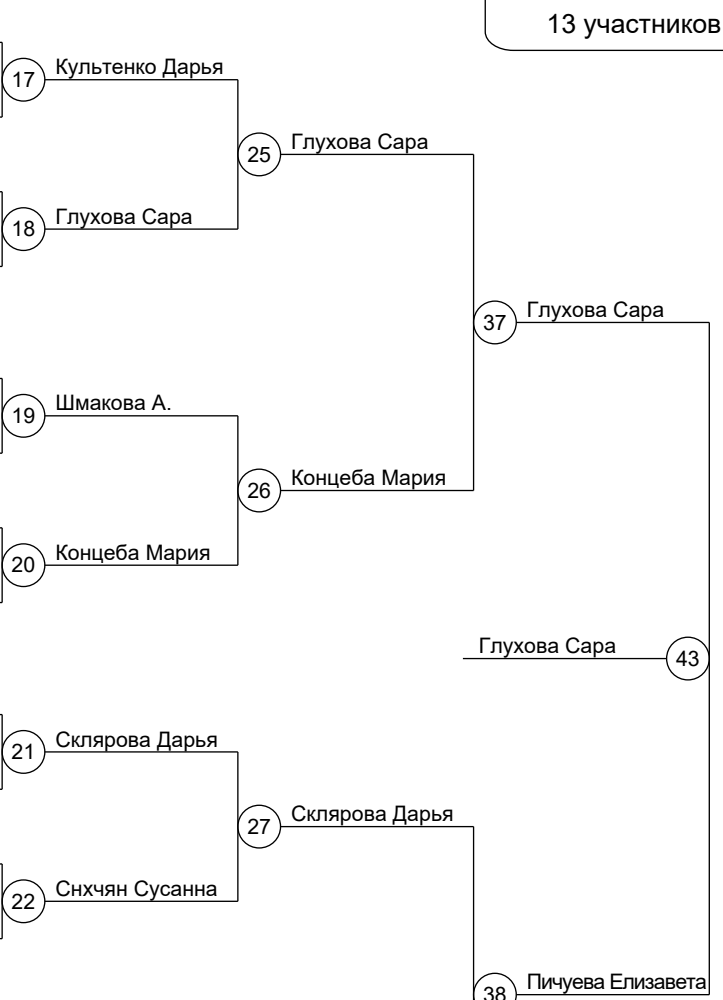 13 участников
17 Культенко Дарья
25 Глухова Сара
18 Глухова Сара
37 Глухова Сара
19 Шмакова А.
26 Концеба Мария
20 Концеба Мария
Глухова Сара 43
21 Склярова Дарья
27 Склярова Дарья
22 Снхчян Сусанна
38 Пичуева Елизавета